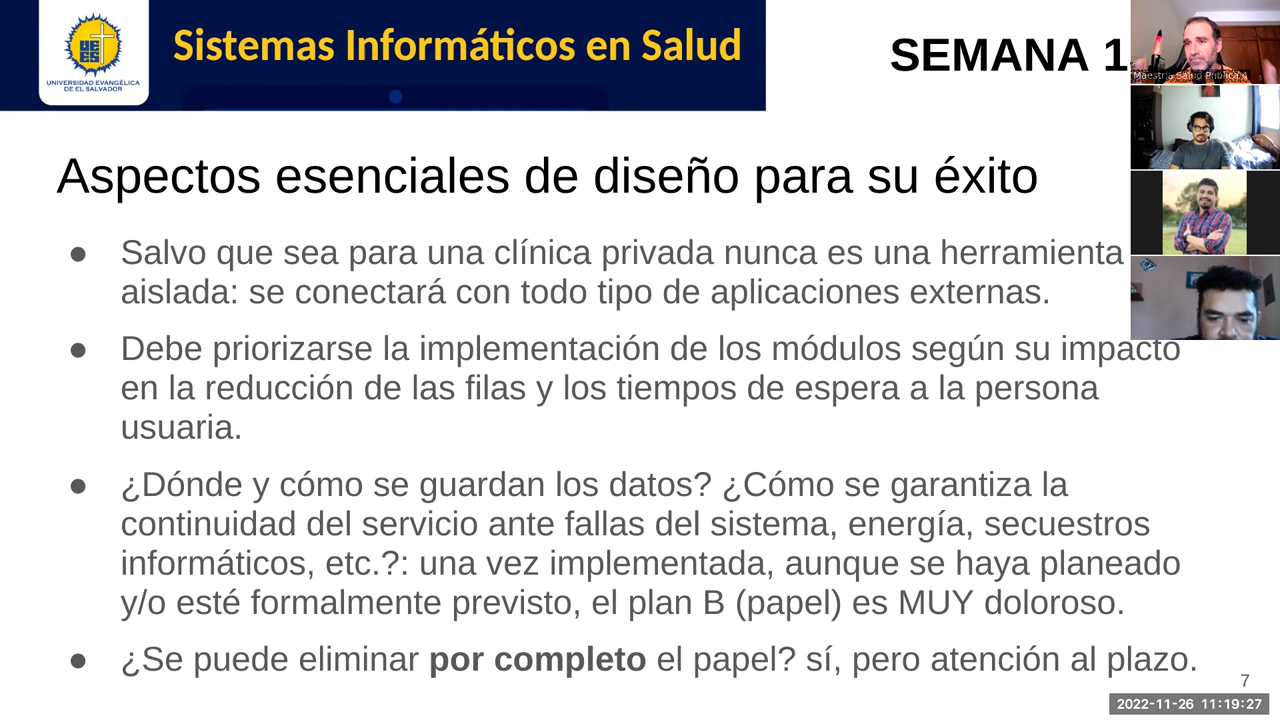 UNIVERSIDAD EVANGÉLICA
DE EL SALVADOR
Sistemas Informáticos en Salud
SEMANA 1
Maestría Salud Pública 4
Aspectos esenciales de diseño para su éxito
● Salvo que sea para una clínica privada nunca es una herramienta
aislada: se conectará con todo tipo de aplicaciones externas.
● Debe priorizarse la implementación de los módulos según su impacto
en la reducción de las filas y los tiempos de espera a la persona
usuaria.
● ¿Dónde y cómo se guardan los datos? ¿Cómo se garantiza la
continuidad del servicio ante fallas del sistema, energía, secuestros
informáticos, etc.?: una vez implementada, aunque se haya planeado
y/o esté formalmente previsto, el plan B (papel) es MUY doloroso.
● ¿Se puede eliminar por completo el papel? sí, pero atención al plazo.
7
2022-11-26 11:19:27